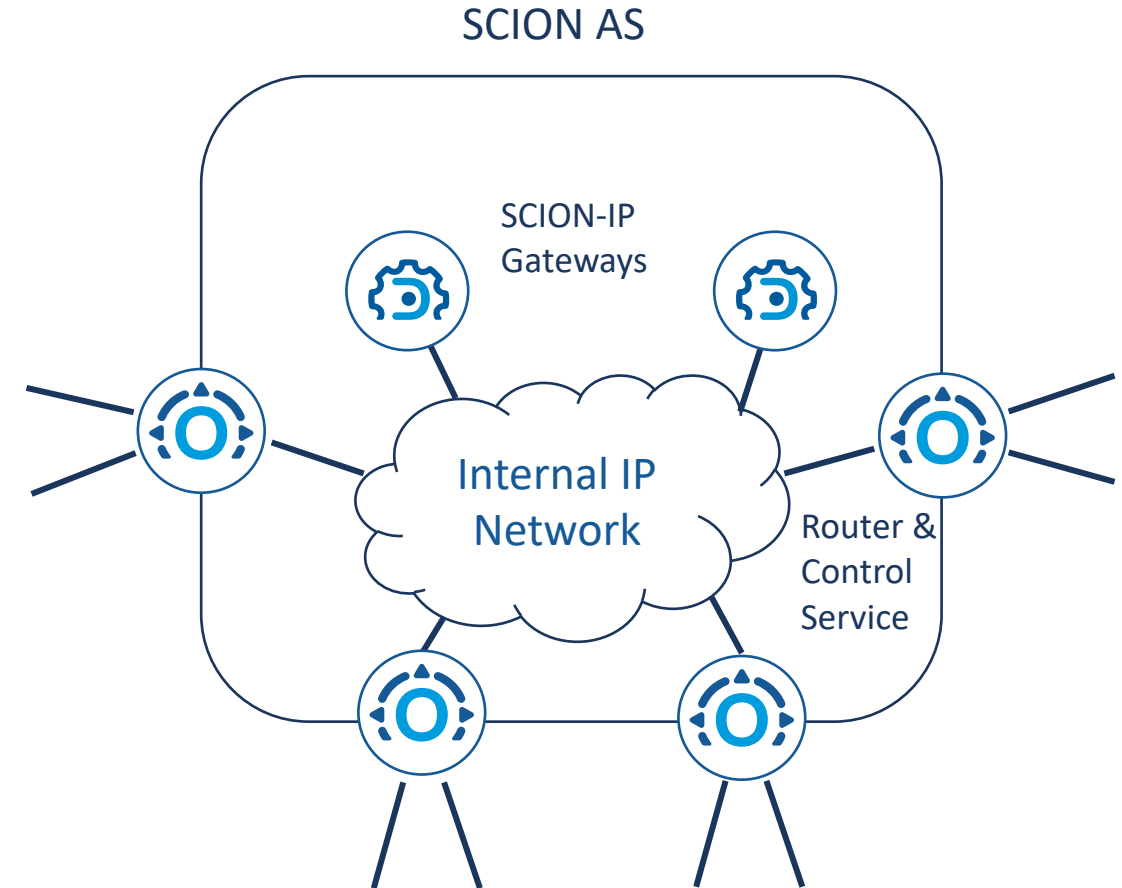 SCION AS
SCION-IP
Gateways
Internal IP
Network
Router &
Control
Service